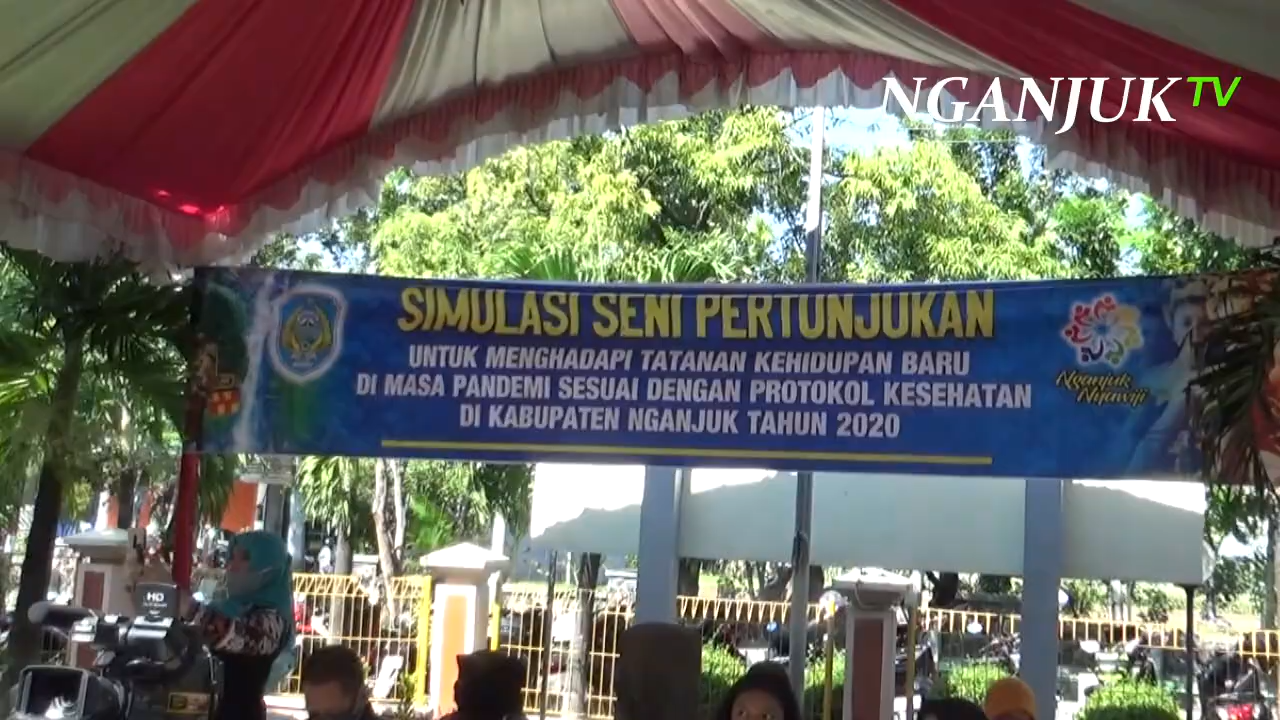 NGANJUK TV
SIMULASI SENI PERTUNJUKAN
UNTUK MENGHADAPI TATANAN KEHIDUPAN BARU
DI MASA PANDEMI SESUAI DENGAN PROTOKOL KESEHATAN
DI KABUPATEN NGANJUK TAHUN 2020
Nganjuk
Nyawiji
HD